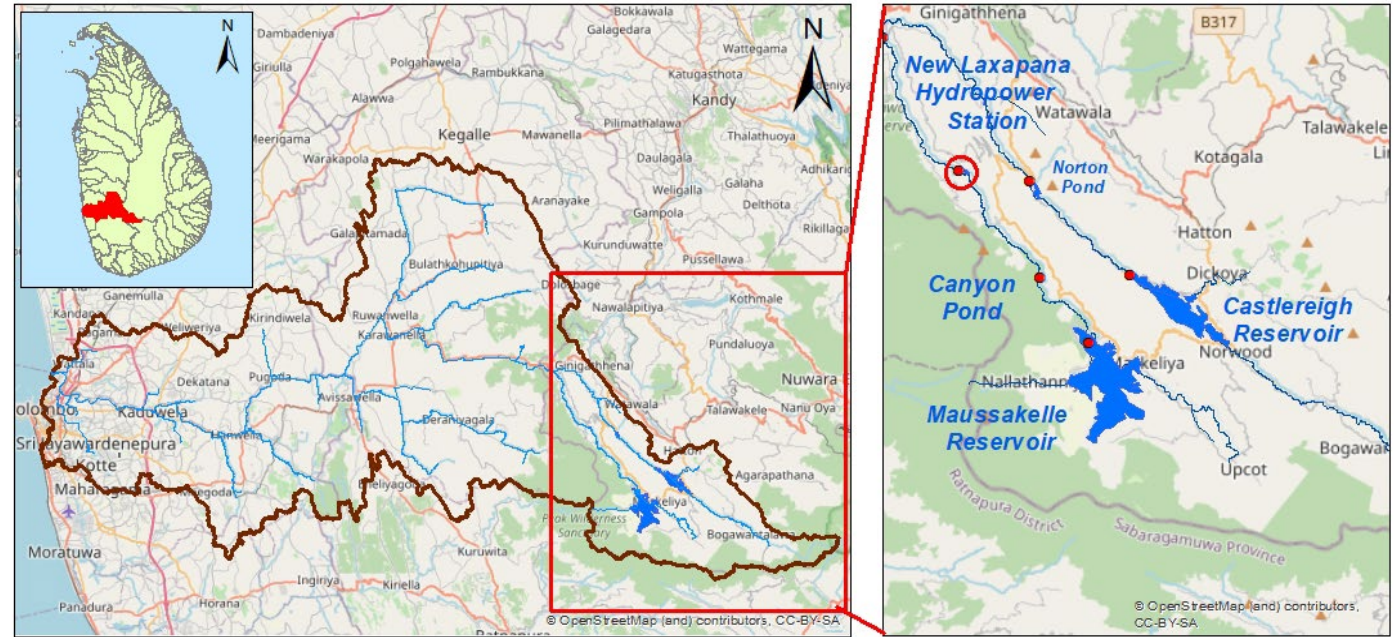 N
Bokkawala
Galagedara
Dambadeniya
Wattegama
Giriulla
Polgahawela
Rambukkana
Katugasthota
Alawwa
Kandy
Pilimathalawa
Kegalle
Mawanella
Thalathuoya
Warakapola
Daulagala
Adhikari
Weligalla
Galaha
Aranayake
Delthota
Gampola
Rikillaga
Kurunduwatte
Bulathkohupitiya
Pussellawa
N
Ganemulla
Nawalapitiya
Kothmale
Weliweriya
Kirindiwela
Ruwanwella
Karawanella
Pundaluoya
Ginigathhena
Dekatana
Pugoda
Nuwara
Avissawella
Watawala
Talawakele
Nanu Oya
Kaduwela
Deraniyagala
Hanwella
Sri Jayawardenepura
Kotte
Hatton
Agarapathana
Maharagama
Eheliyagoda
Peak Wilderness
Sanctuary
Bogawantalawa
Moratuwa
Kuruwita
Ingiriya
Kiriella
Panadura
Horana
Ratnapura
© OpenStreetMap (and) contributors, CC-BY-SA
Ginigathhena
B317
N
New Laxapana
Hydropower
Station
Watawala
Talawakele
Kotagala
Norton
Pond
Hatton
Dickoya
Canyon
Pond
Castlereigh
Reservoir
Norwood
Maskeliya
Nallathann
Maussakelle
Reservoir
Bogawan
Upcot
Ratnapura District
Sabaragamuwa Province
© OpenStreetMap (and) contributors,
CC-BY-SA